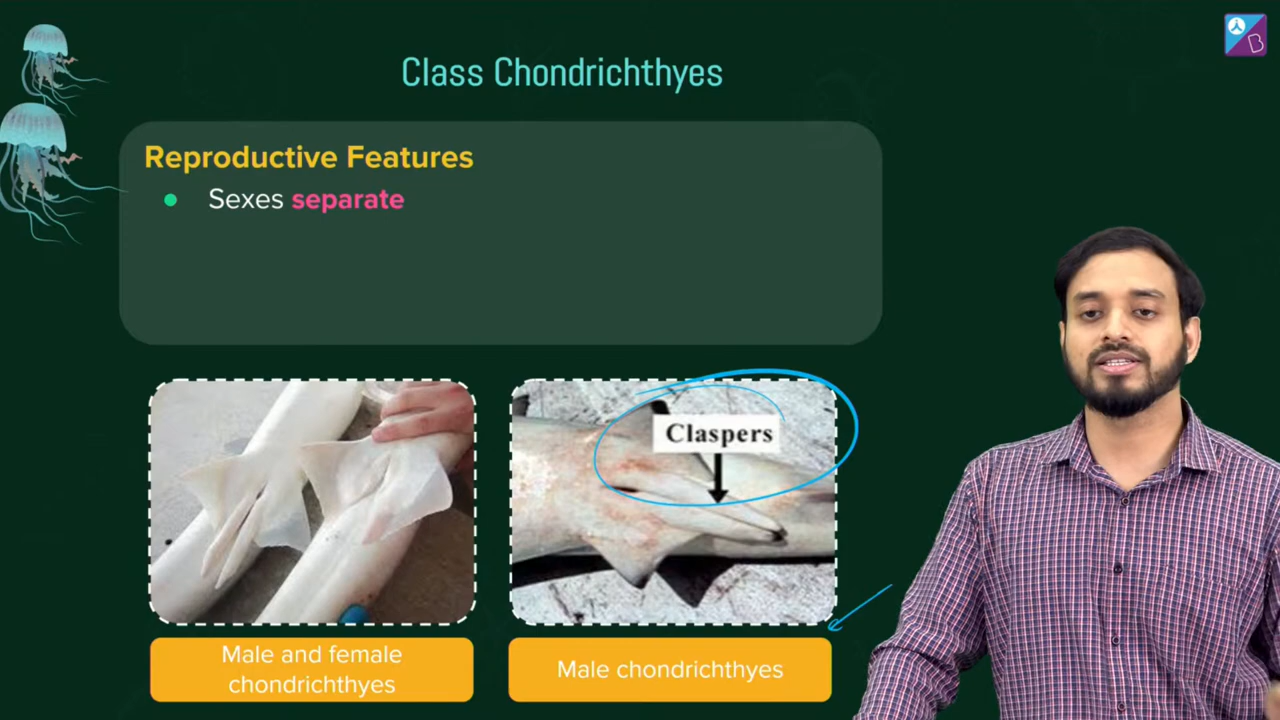 Class Chondrichthyes
Reproductive Features
Sexes separate
Claspers
Male and female
chondrichthyes
Male chondrichthyes
B